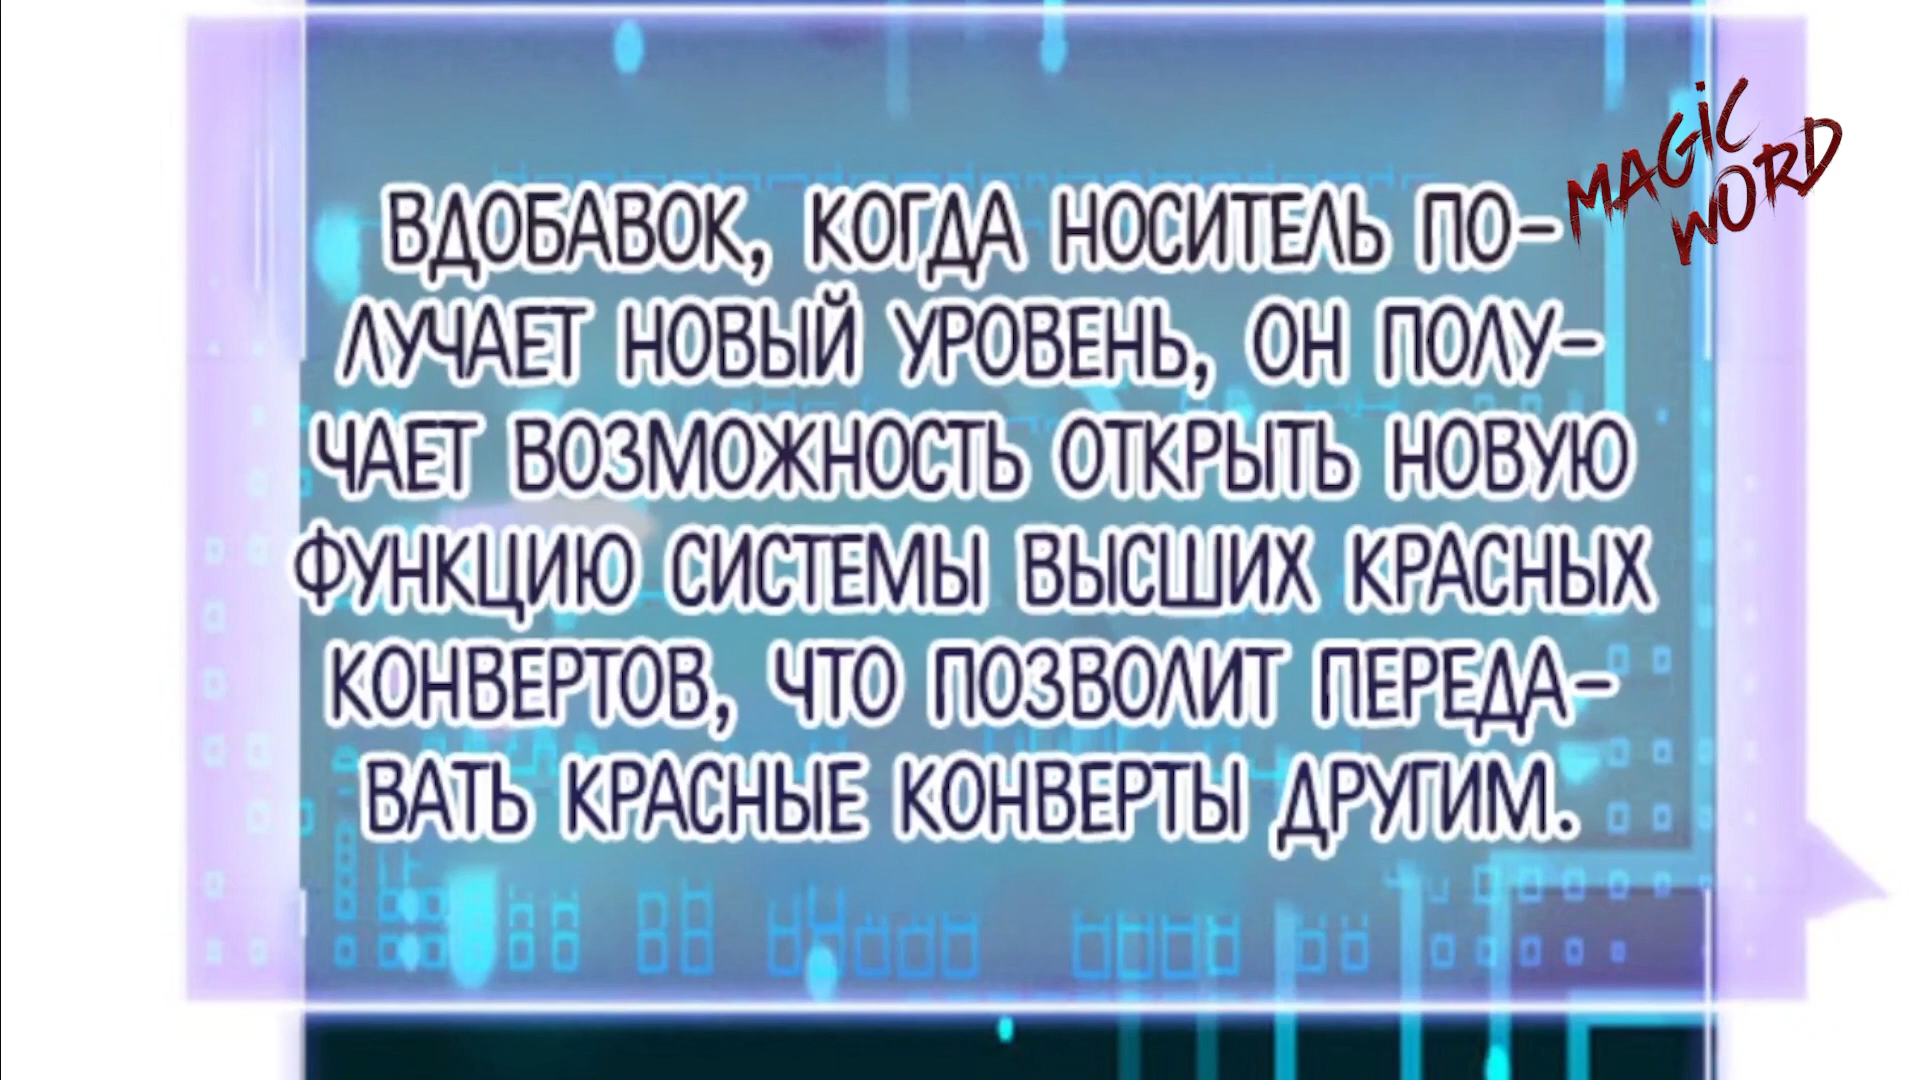 MAGiC
WORD
ВДОБАВОК, КОГДА НОСИТЕЛЬ ПО-
ЛУЧАЕТ НОВЫЙ УРОВЕНЬ, ОН ПОЛУ-
ЧАЕТ ВОЗМОЖНОСТЬ ОТКРЫТЬ НОВУЮ
ФУНКЦИЮ СИСТЕМЫ ВЫСШИХ КРАСНЫХ
КОНВЕРТОВ, ЧТО ПОЗВОЛИТ ПЕРЕДА-
ВАТЬ КРАСНЫЕ КОНВЕРТЫ ДРУГИМ.